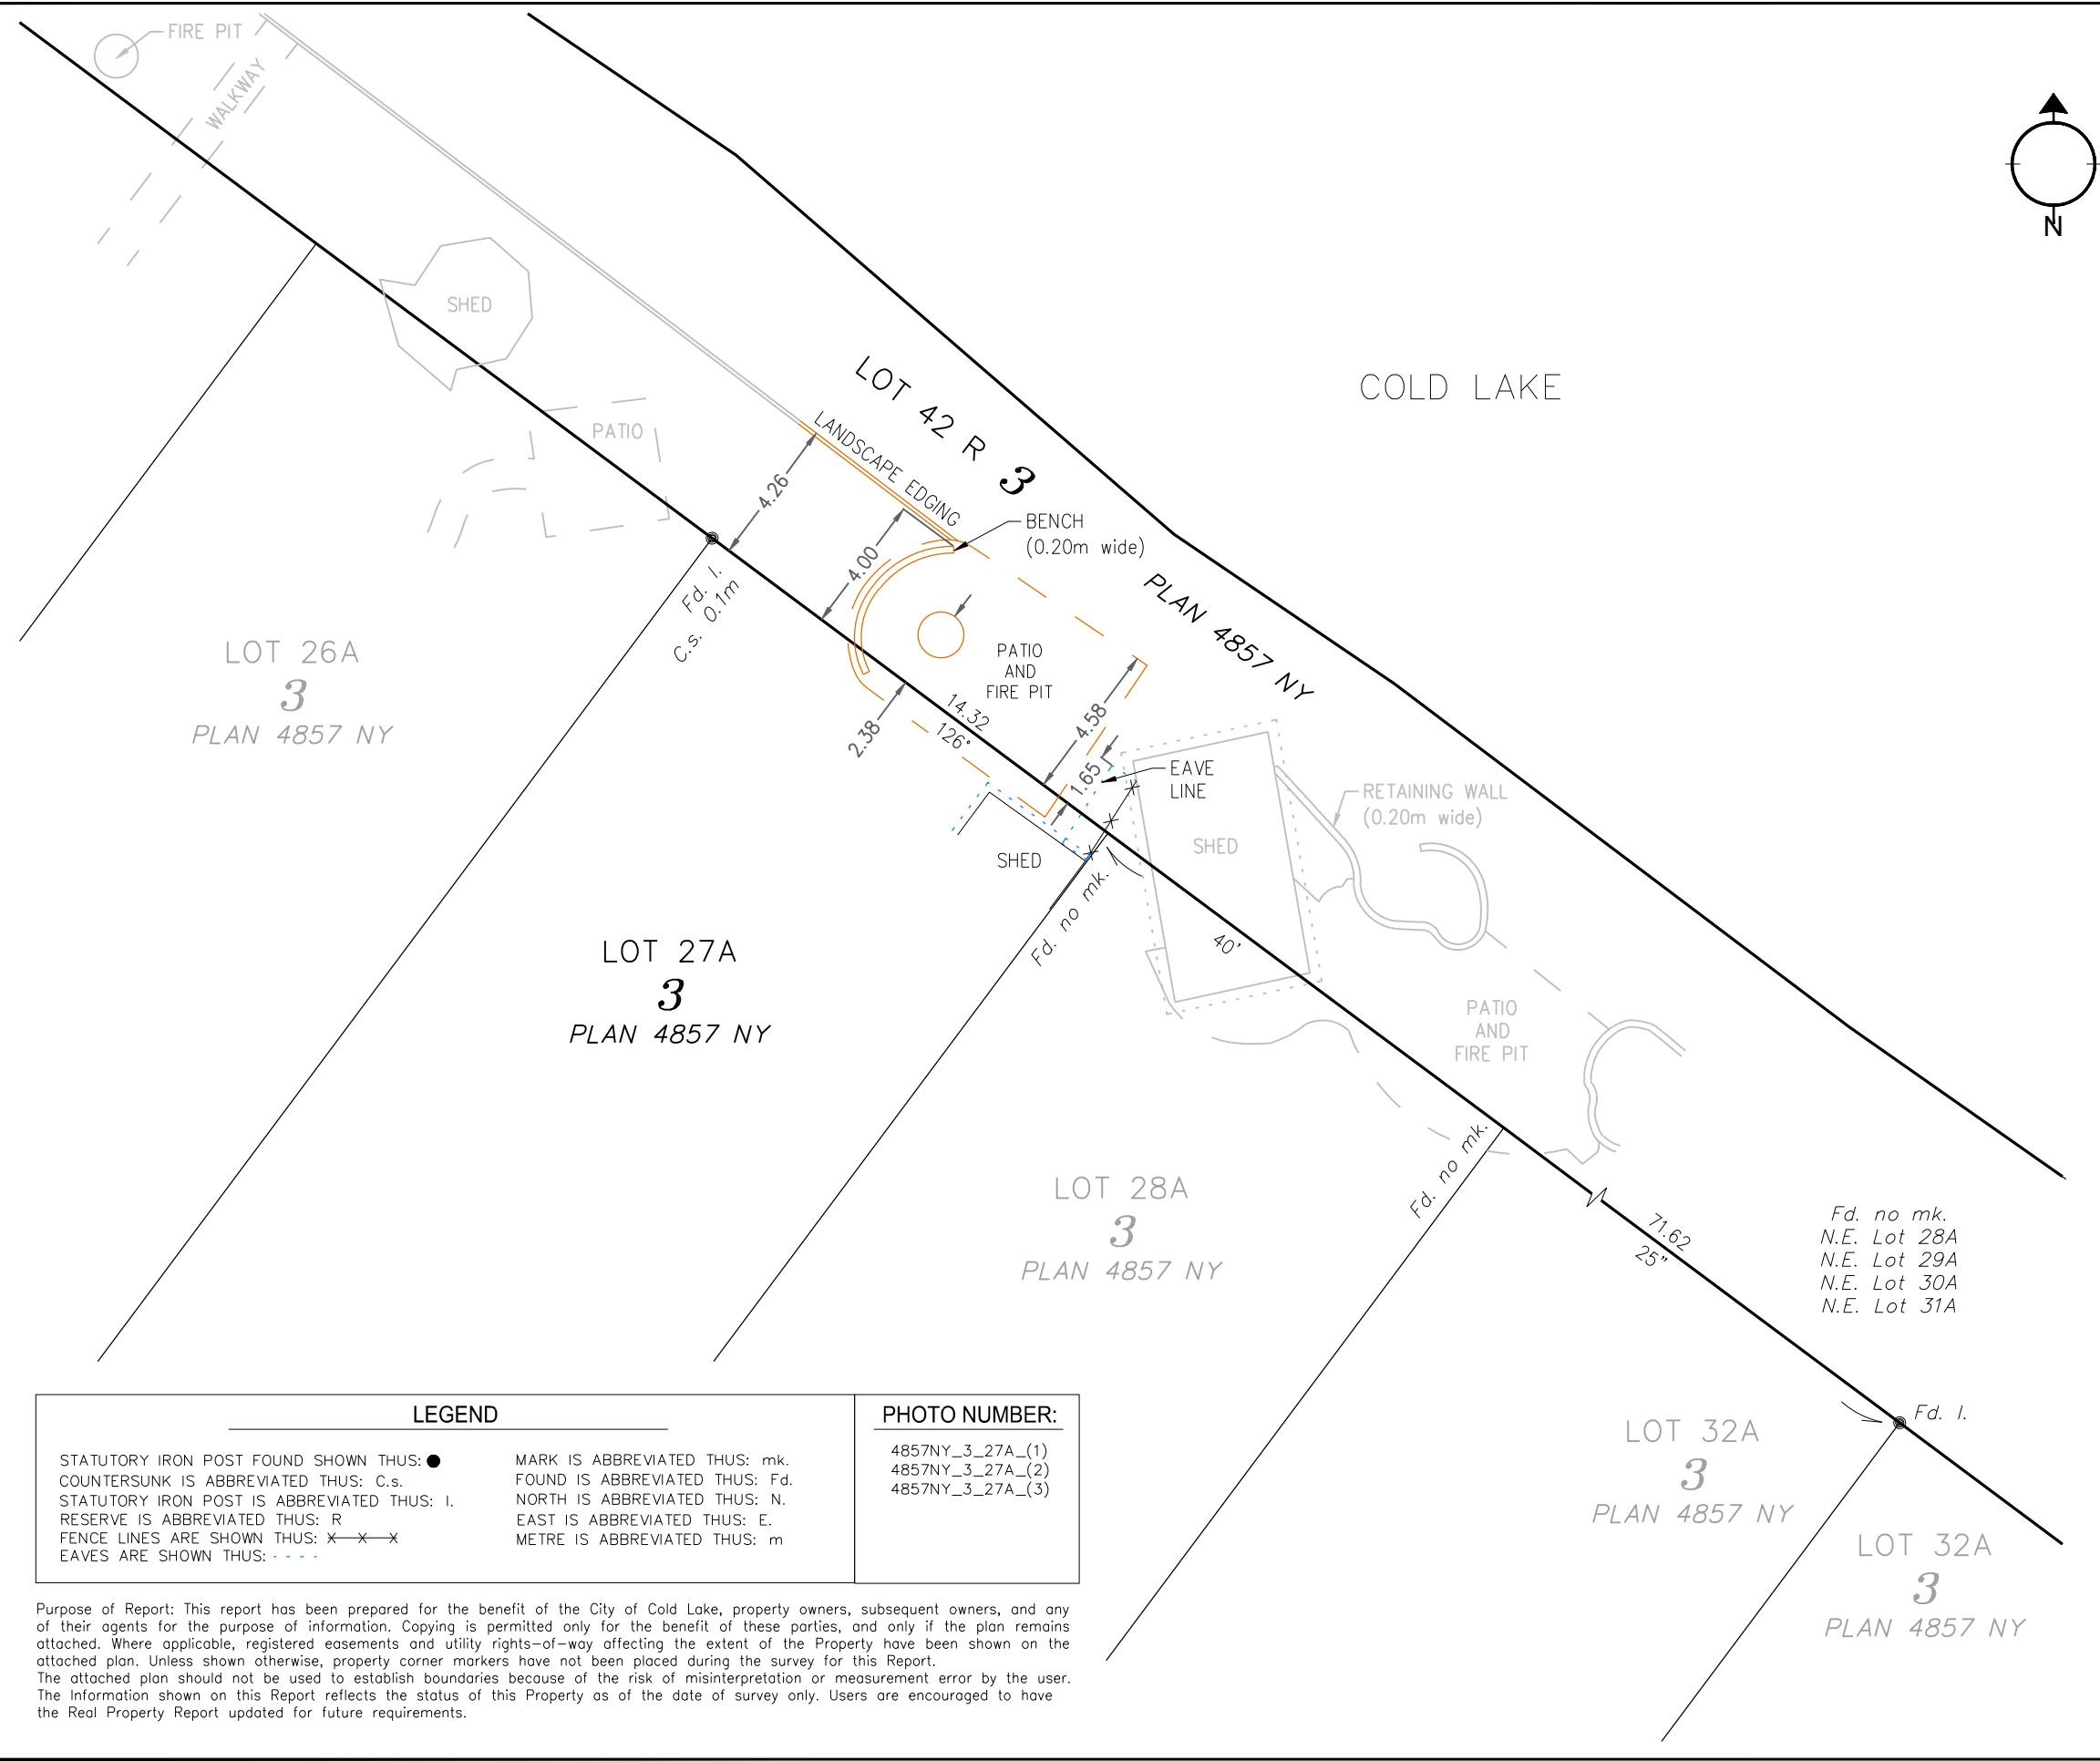 FIRE PIT
WALKWAY
N
SHED
PATIO
LOT 42 R 3
COLD LAKE
LANDSCAPE EDGING
4.26
4.00
BENCH
(0.20m wide)
Fd. I.
C.s. 0.1m
PLAN 4857 NY
PATIO
AND
FIRE PIT
LOT 26A
3
PLAN 4857 NY
14.32
126°
2.38
4.58
1.65
EAVE
LINE
RETAINING WALL
(0.20m wide)
SHED
SHED
Fd. no mk.
40'
LOT 27A
3
PLAN 4857 NY
PATIO
AND
FIRE PIT
Fd. no mk.
LOT 28A
3
PLAN 4857 NY
71.62
25"
Fd. no mk.
N.E. Lot 28A
N.E. Lot 29A
N.E. Lot 30A
N.E. Lot 31A
Fd. I.
LOT 32A
3
PLAN 4857 NY
LOT 32A
3
PLAN 4857 NY
LEGEND
STATUTORY IRON POST FOUND SHOWN THUS:
COUNTERSUNK IS ABBREVIATED THUS: C.s.
STATUTORY IRON POST IS ABBREVIATED THUS: I.
RESERVE IS ABBREVIATED THUS: R
FENCE LINES ARE SHOWN THUS: X X X
EAVES ARE SHOWN THUS: - - - -
MARK IS ABBREVIATED THUS: mk.
FOUND IS ABBREVIATED THUS: Fd.
NORTH IS ABBREVIATED THUS: N.
EAST IS ABBREVIATED THUS: E.
METRE IS ABBREVIATED THUS: m
PHOTO NUMBER:
4857NY_3_27A_(1)
4857NY_3_27A_(2)
4857NY_3_27A_(3)
Purpose of Report: This report has been prepared for the benefit of the City of Cold Lake, property owners, subsequent owners, and any
of their agents for the purpose of information. Copying is permitted only for the benefit of these parties, and only if the plan remains
attached. Where applicable, registered easements and utility rights-of-way affecting the extent of the Property have been shown on the
attached plan. Unless shown otherwise, property corner markers have not been placed during the survey for this Report.
The attached plan should not be used to establish boundaries because of the risk of misinterpretation or measurement error by the user.
The Information shown on this Report reflects the status of this Property as of the date of survey only. Users are encouraged to have
the Real Property Report updated for future requirements.